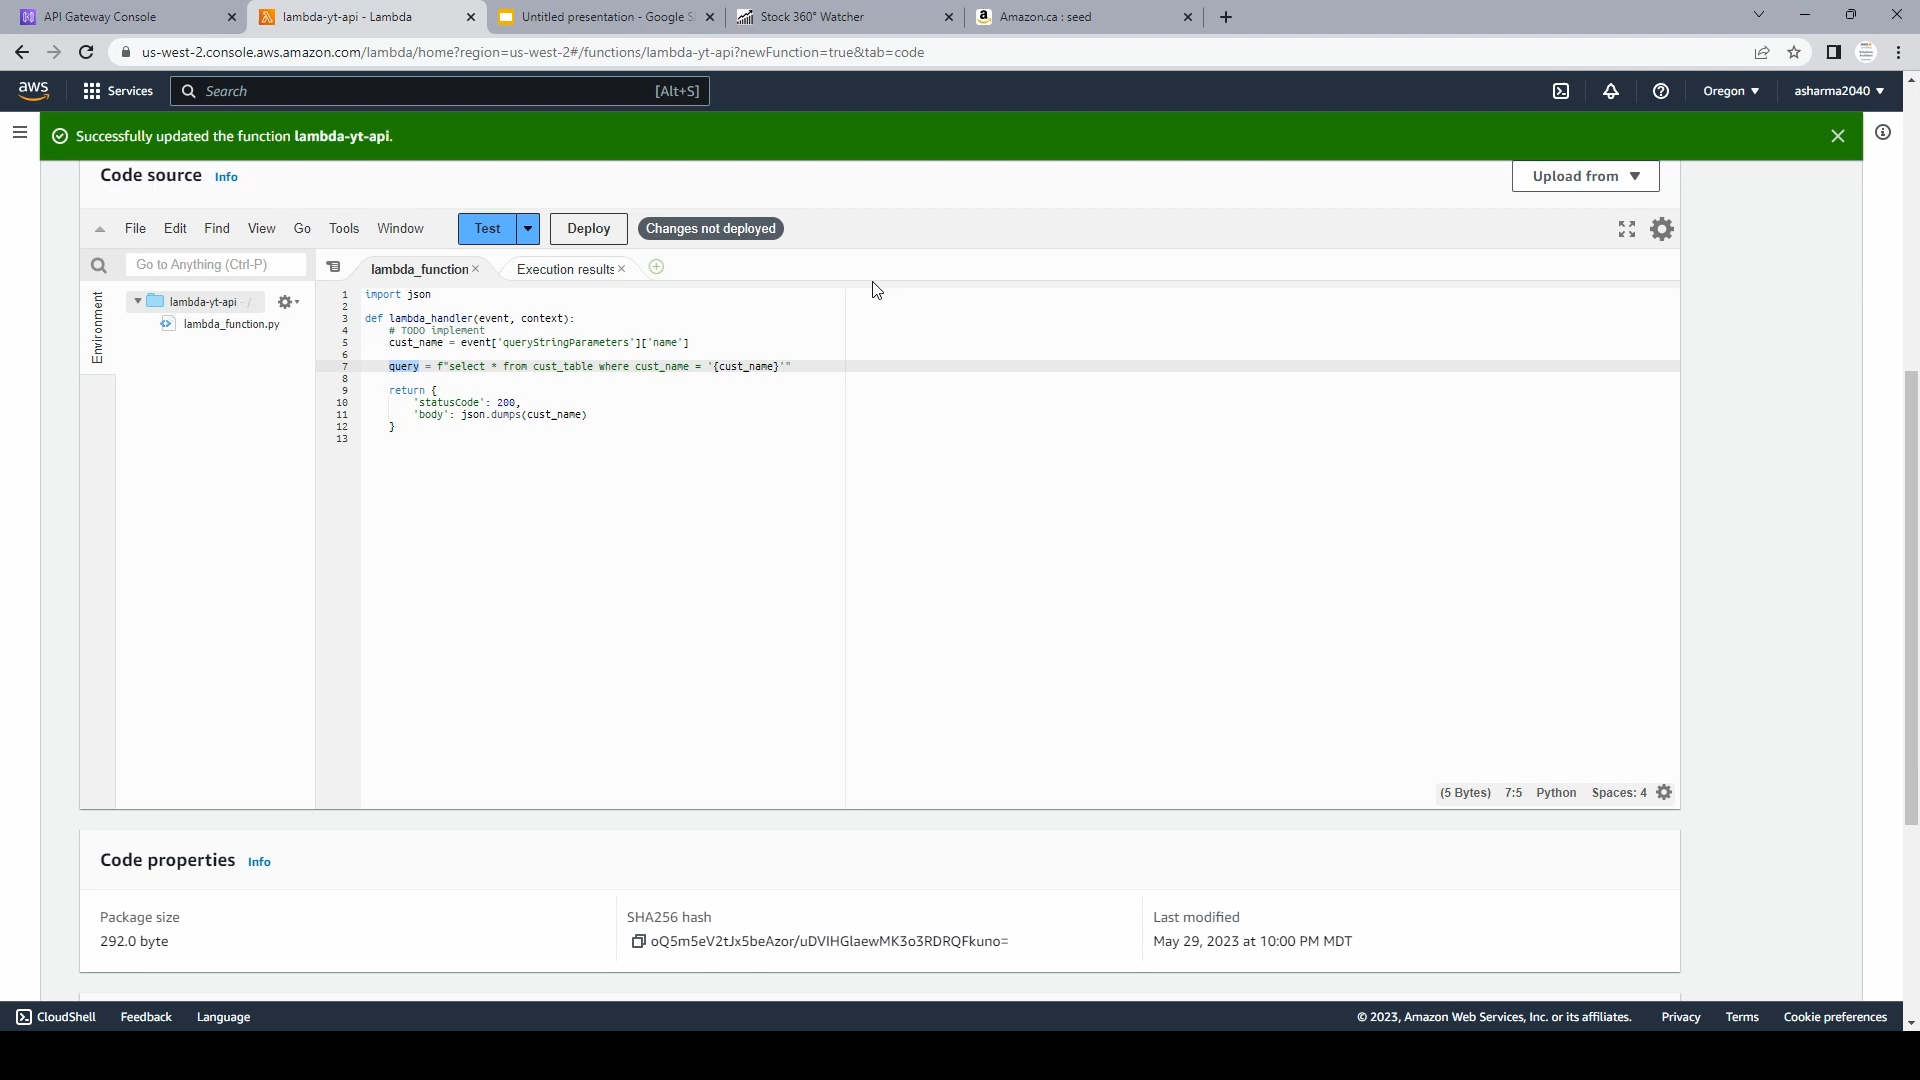 API Gateway Console
lambda-yt-api - Lambda
Untitled presentation - Google S
Stock 360° Watcher
Amazon.ca : seed
us-west-2.console.aws.amazon.com/lambda/home?region=us-west-2#/functions/lambda-yt-api?newFunction=true&tab=code
aws
Services
Search
[Alt+S]
Oregon
asharma2040
Successfully updated the function lambda-yt-api.
Code source Info
Upload from
File Edit Find View Go Tools Window
Test
Deploy
Changes not deployed
Go to Anything (Ctrl-P)
lambda_function
Execution results
Environment
lambda-yt-api - /
lambda_function.py
1 import json
2
3 def lambda_handler(event, context):
4 # TODO implement
5 cust_name = event['queryStringParameters']['name']
6
7 query = f"select * from cust_table where cust_name = '{cust_name}'"
8
9 return {
10 'statusCode': 200,
11 'body': json.dumps(cust_name)
12 }
13
(5 Bytes) 7:5 Python Spaces: 4
Code properties Info
Package size
292.0 byte
SHA256 hash
oQ5m5eV2tJx5beAzor/uDVIHGlaewMK3o3RDRQFkuno=
Last modified
May 29, 2023 at 10:00 PM MDT
CloudShell Feedback Language
© 2023, Amazon Web Services, Inc. or its affiliates. Privacy Terms Cookie preferences